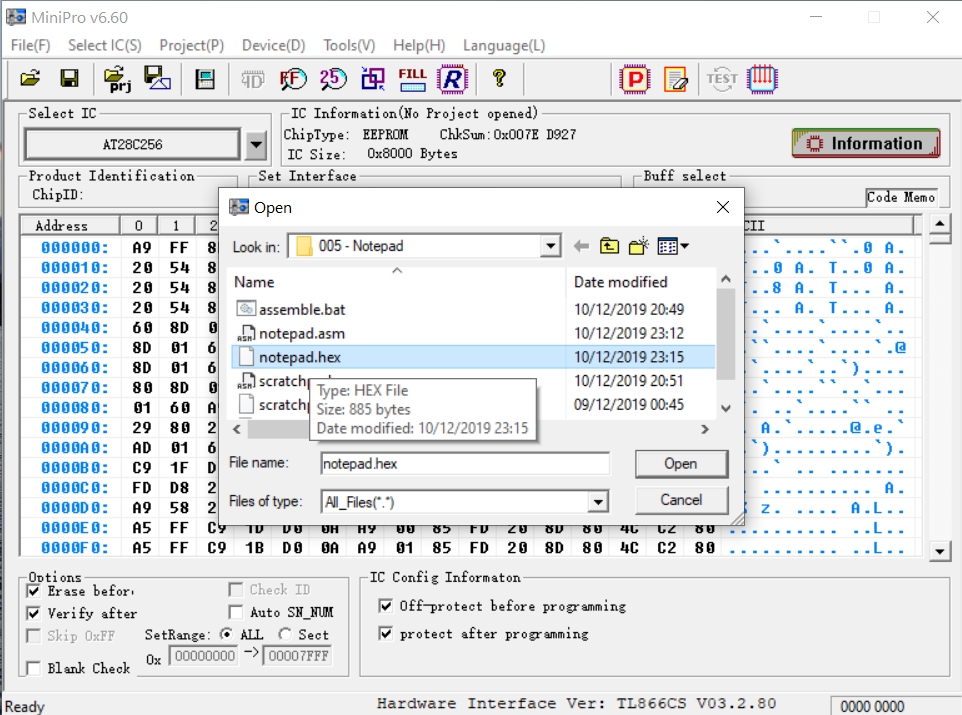 MiniPro v6.60
File(F) Select IC(S) Project(P) Device(D) Tools(V) Help(H) Language(L)
prj 25 FILL R ? P TEST
Select IC
AT28C256
IC Information(No Project opened)
ChipType: EEPROM ChkSum:0x007E D927
IC Size: 0x8000 Bytes
Information
Product Identification
ChipID:
Set Interface
Buff select
Code Memo
Address 0 1 2 CII
000000: A9 FF 8
000010: 20 54 8
000020: 20 54 8
000030: 20 54 8
000040: 60 8D 0
000050: 8D 01 6
000060: 8D 01 6
000070: 80 8D 0
000080: 01 60 A
000090: 29 80 2
0000A0: AD 01 6
0000B0: C9 1F D
0000C0: FD D8 2
0000D0: A9 58 2
0000E0: A5 FF C9 1D D0 0A A9 00 85 FD 20 8D 80 4C C2 80
0000F0: A5 FF C9 1B D0 0A A9 01 85 FD 20 8D 80 4C C2 80
Open
Look in: 005 - Notepad
Name Date modified
assemble.bat 10/12/2019 20:49
notepad.asm 10/12/2019 23:12
notepad.hex 10/12/2019 23:15
scratchp 10/12/2019 20:51
scratchp 09/12/2019 00:45
Type: HEX File
Size: 885 bytes
Date modified: 10/12/2019 23:15
File name: notepad.hex Open
Files of type: All_Files(*.*) Cancel
Options
Erase befor
Check ID
Verify after
Auto SN_NUM
Skip 0xFF
SetRange: ALL Sect
Blank Check
0x 00000000 -> 00007FFF
IC Config Informaton
Off-protect before programming
protect after programming
Ready
Hardware Interface Ver: TL866CS V03.2.80
0000 0000